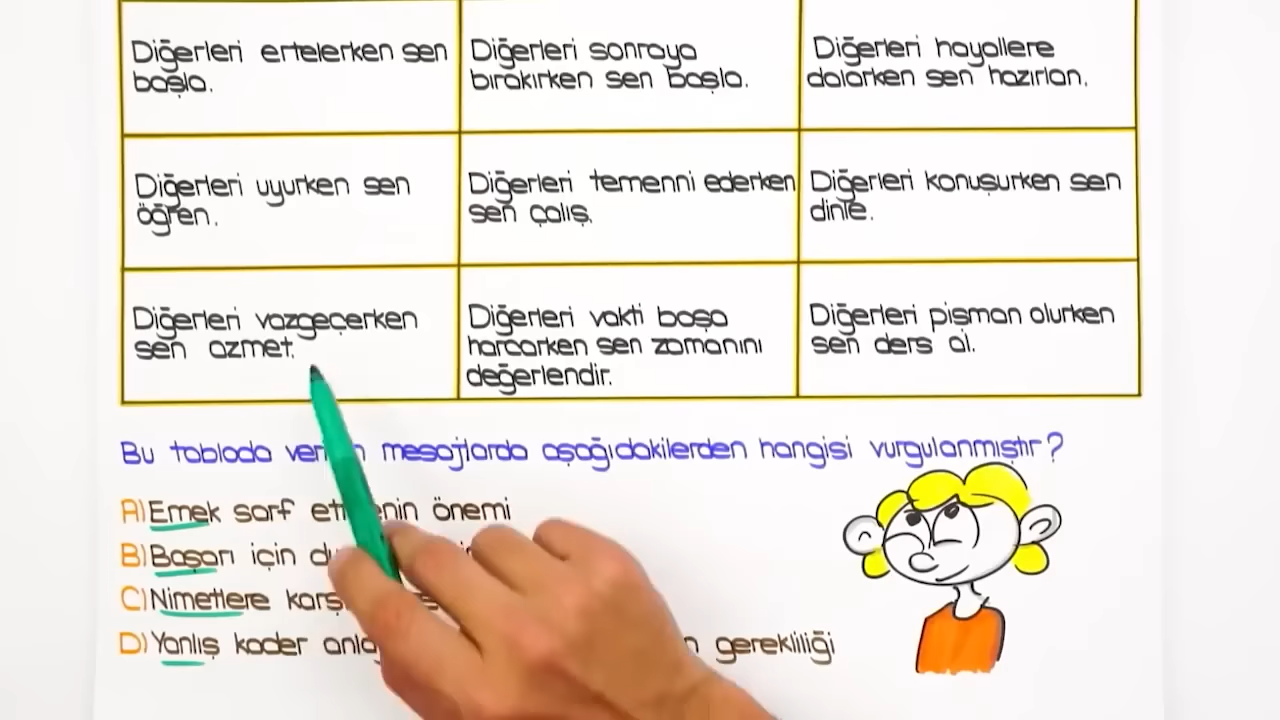 Diğerleri ertelerken sen
başla.
Diğerleri sonraya
bırakırken sen başla.
Diğerleri hayallere
dalarken sen hazırlan.
Diğerleri uyurken sen
öğren.
Diğerleri temenni ederken
sen çalış.
Diğerleri konuşurken sen
dinle.
Diğerleri vazgeçerken
sen azmet.
Diğerleri vakti boşa
harcarken sen zamanını
değerlendir.
Diğerleri pişman olurken
sen ders al.
Bu tabloda mesajlarda aşağıdakilerden hangisi vurgulanmıştır?
A) Emek sarf önemi
B) Başarı için
C) Nimetlere
D) Yanlış kader gerekliliği